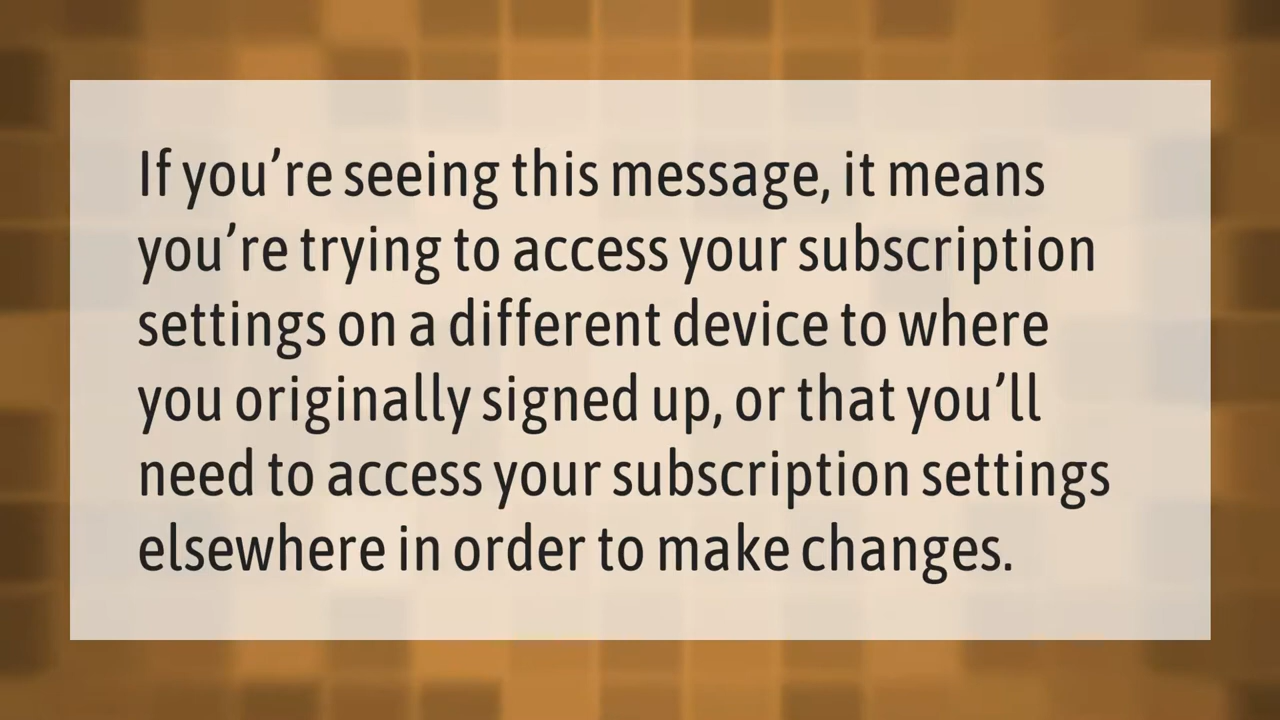 If you’re seeing this message, it means
you’re trying to access your subscription
settings on a different device to where
you originally signed up, or that you’ll
need to access your subscription settings
elsewhere in order to make changes.